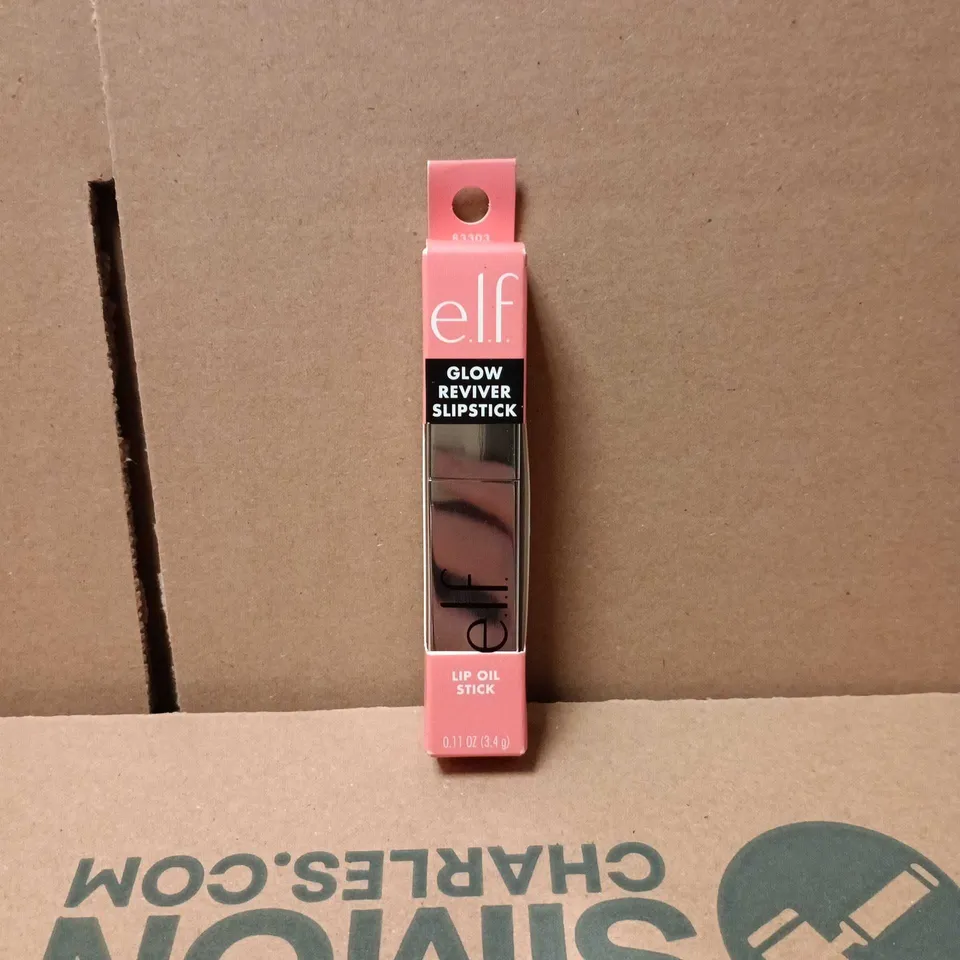 83303
e.l.f.
GLOW
REVIVER
SLIPSTICK
e.l.f.
LIP OIL
STICK
0.11 OZ (3.4 g)
SIMON
CHARLES.COM